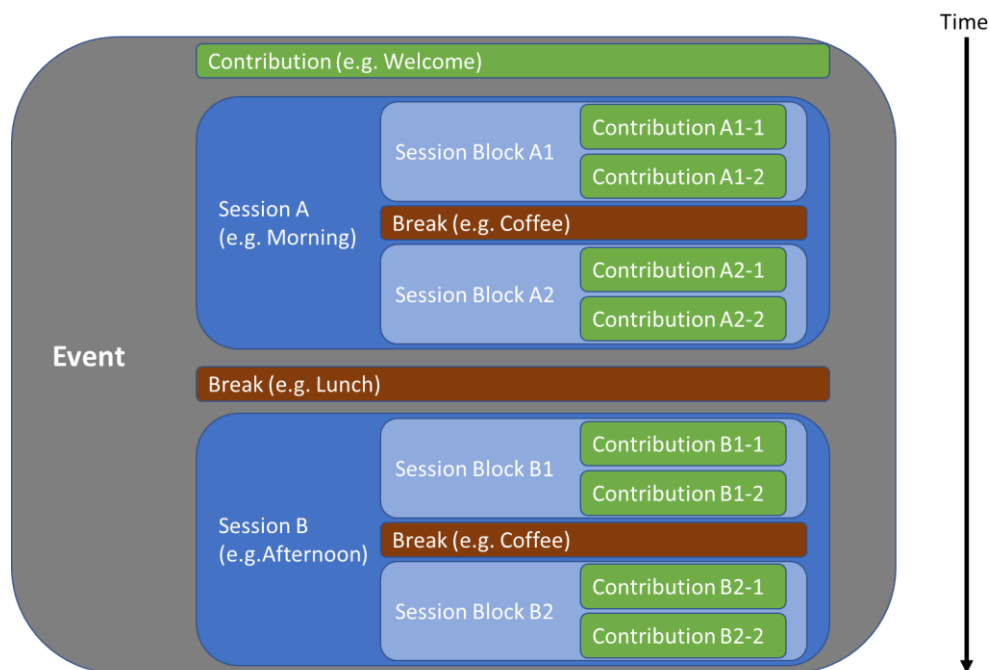 Time
Contribution (e.g. Welcome)
Contribution A1-1
Session Block A1
Contribution A1-2
Session A
(e.g. Morning)
Break (e.g. Coffee)
Contribution A2-1
Session Block A2
Contribution A2-2
Event
Break (e.g. Lunch)
Contribution B1-1
Session Block B1
Contribution B1-2
Session B
(e.g.Afternoon)
Break (e.g. Coffee)
Contribution B2-1
Session Block B2
Contribution B2-2